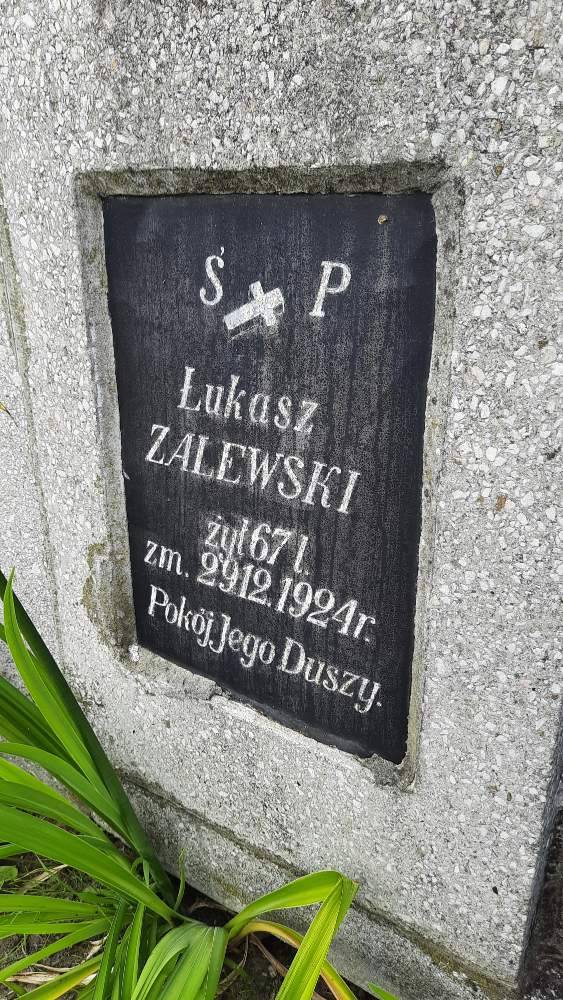 Ś P
Łukasz
ZALEWSKI
żył 67 l.
zm. 29.12.1924 r.
Pokój Jego Duszy.